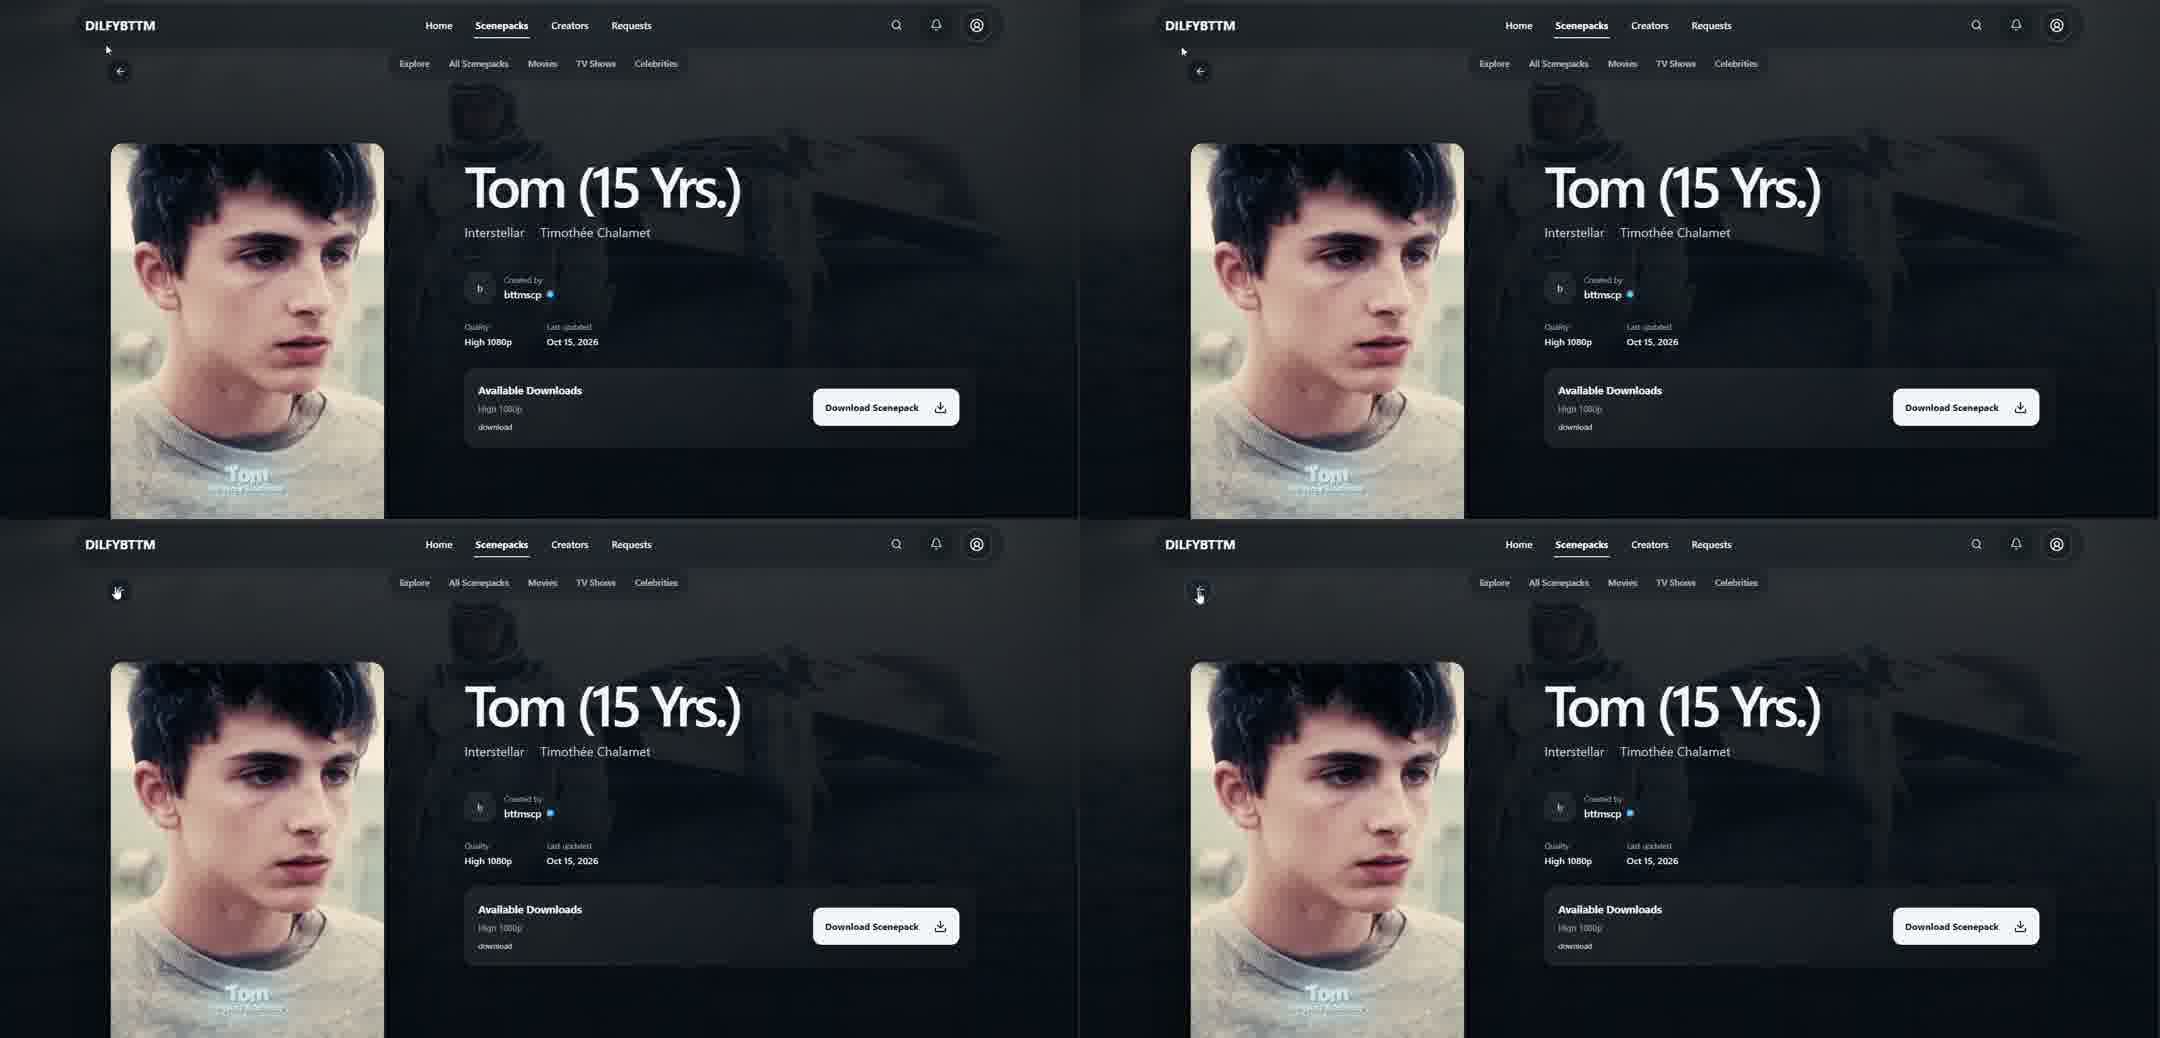 DILFYBTTM Home Scenepacks Creators Requests
Explore All Scenepacks Movies TV Shows Celebrities
Tom (15 Yrs.)
Interstellar Timothée Chalamet
b
Created by
bttmscp
Quality Last updated
High 1080p Oct 15, 2026
Available Downloads
High 1080p
download
Download Scenepack
Tom
DILFYBTTM Home Scenepacks Creators Requests
Explore All Scenepacks Movies TV Shows Celebrities
Tom (15 Yrs.)
Interstellar Timothée Chalamet
b
Created by
bttmscp
Quality Last updated
High 1080p Oct 15, 2026
Available Downloads
High 1080p
download
Download Scenepack
Tom
DILFYBTTM Home Scenepacks Creators Requests
Explore All Scenepacks Movies TV Shows Celebrities
Tom (15 Yrs.)
Interstellar Timothée Chalamet
b
Created by
bttmscp
Quality Last updated
High 1080p Oct 15, 2026
Available Downloads
High 1080p
download
Download Scenepack
Tom
DILFYBTTM Home Scenepacks Creators Requests
Explore All Scenepacks Movies TV Shows Celebrities
Tom (15 Yrs.)
Interstellar Timothée Chalamet
b
Created by
bttmscp
Quality Last updated
High 1080p Oct 15, 2026
Available Downloads
High 1080p
download
Download Scenepack
Tom